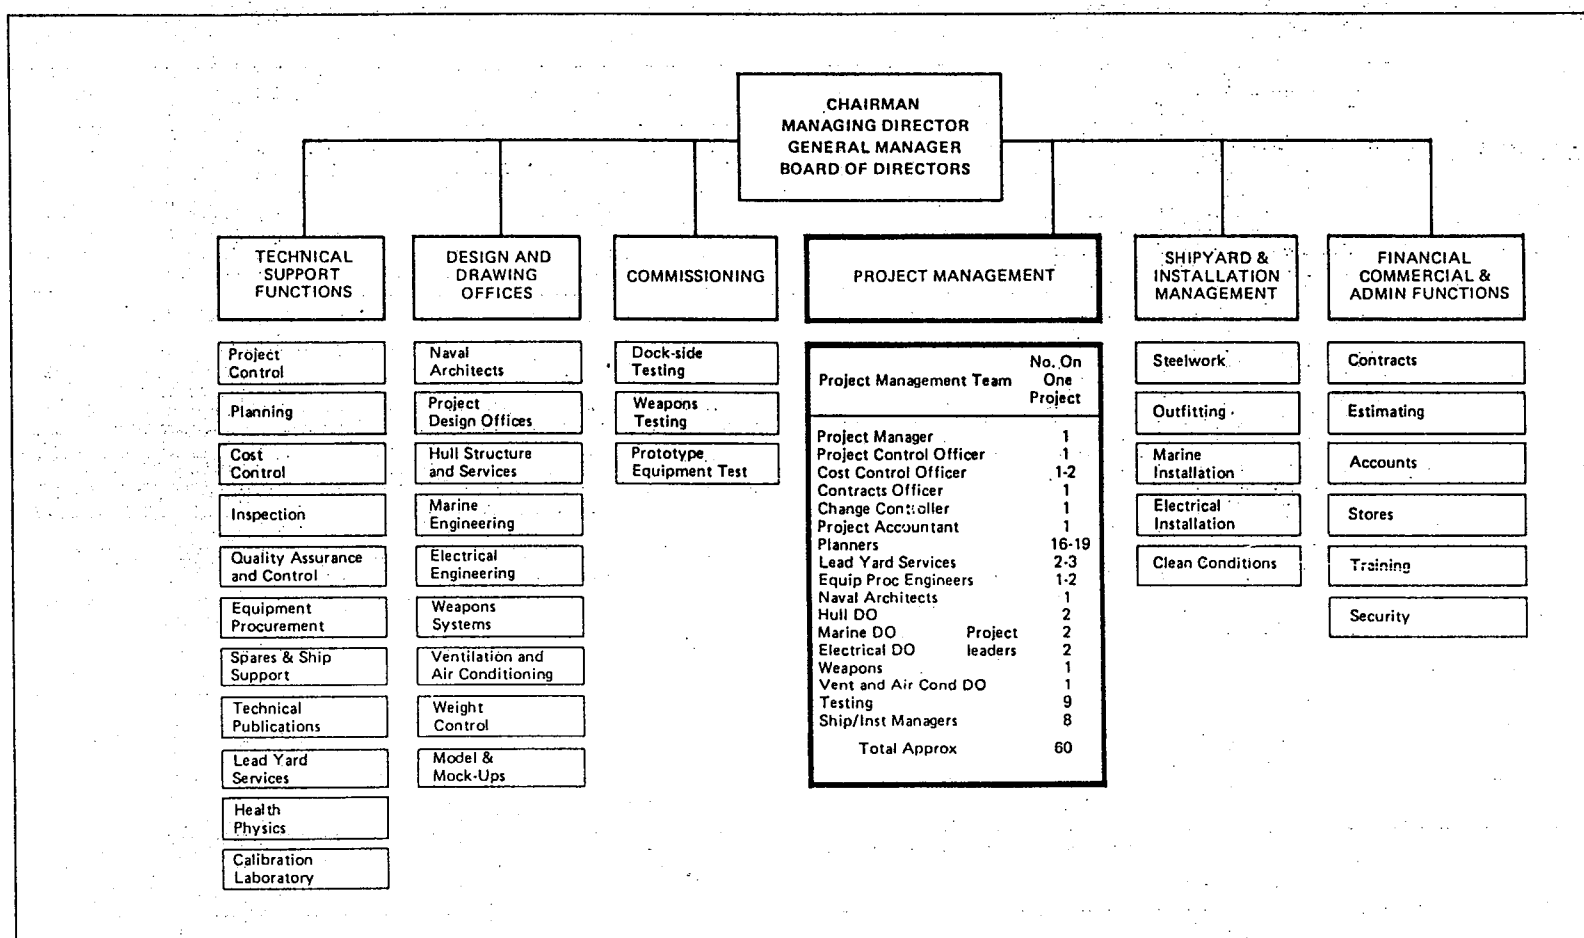 CHAIRMAN
MANAGING DIRECTOR
GENERAL MANAGER
BOARD OF DIRECTORS
TECHNICAL
SUPPORT
FUNCTIONS
Project
Control
Planning
Cost
Control
Inspection
Quality Assurance
and Control
Equipment
Procurement
Spares & Ship
Support
Technical
Publications
Lead Yard
Services
Health
Physics
Calibration
Laboratory
DESIGN AND
DRAWING
OFFICES
Naval
Architects
Project
Design Offices
Hull Structure
and Services
Marine
Engineering
Electrical
Engineering
Weapons
Systems
Ventilation and
Air Conditioning
Weight
Control
Model &
Mock-Ups
COMMISSIONING
Dock-side
Testing
Weapons
Testing
Prototype
Equipment Test
PROJECT MANAGEMENT
Project Management Team
No. On
One
Project
Project Manager 1
Project Control Officer 1
Cost Control Officer 1-2
Contracts Officer 1
Change Controller 1
Project Accountant 1
Planners 16-19
Lead Yard Services 2-3
Equip Proc Engineers 1-2
Naval Architects 1
Hull DO 2
Marine DO Project 2
Electrical DO leaders 2
Weapons 1
Vent and Air Cond DO 1
Testing 9
Ship/Inst Managers 8
Total Approx 60
SHIPYARD &
INSTALLATION
MANAGEMENT
Steelwork
Outfitting
Marine
Installation
Electrical
Installation
Clean Conditions
FINANCIAL
COMMERCIAL &
ADMIN FUNCTIONS
Contracts
Estimating
Accounts
Stores
Training
Security